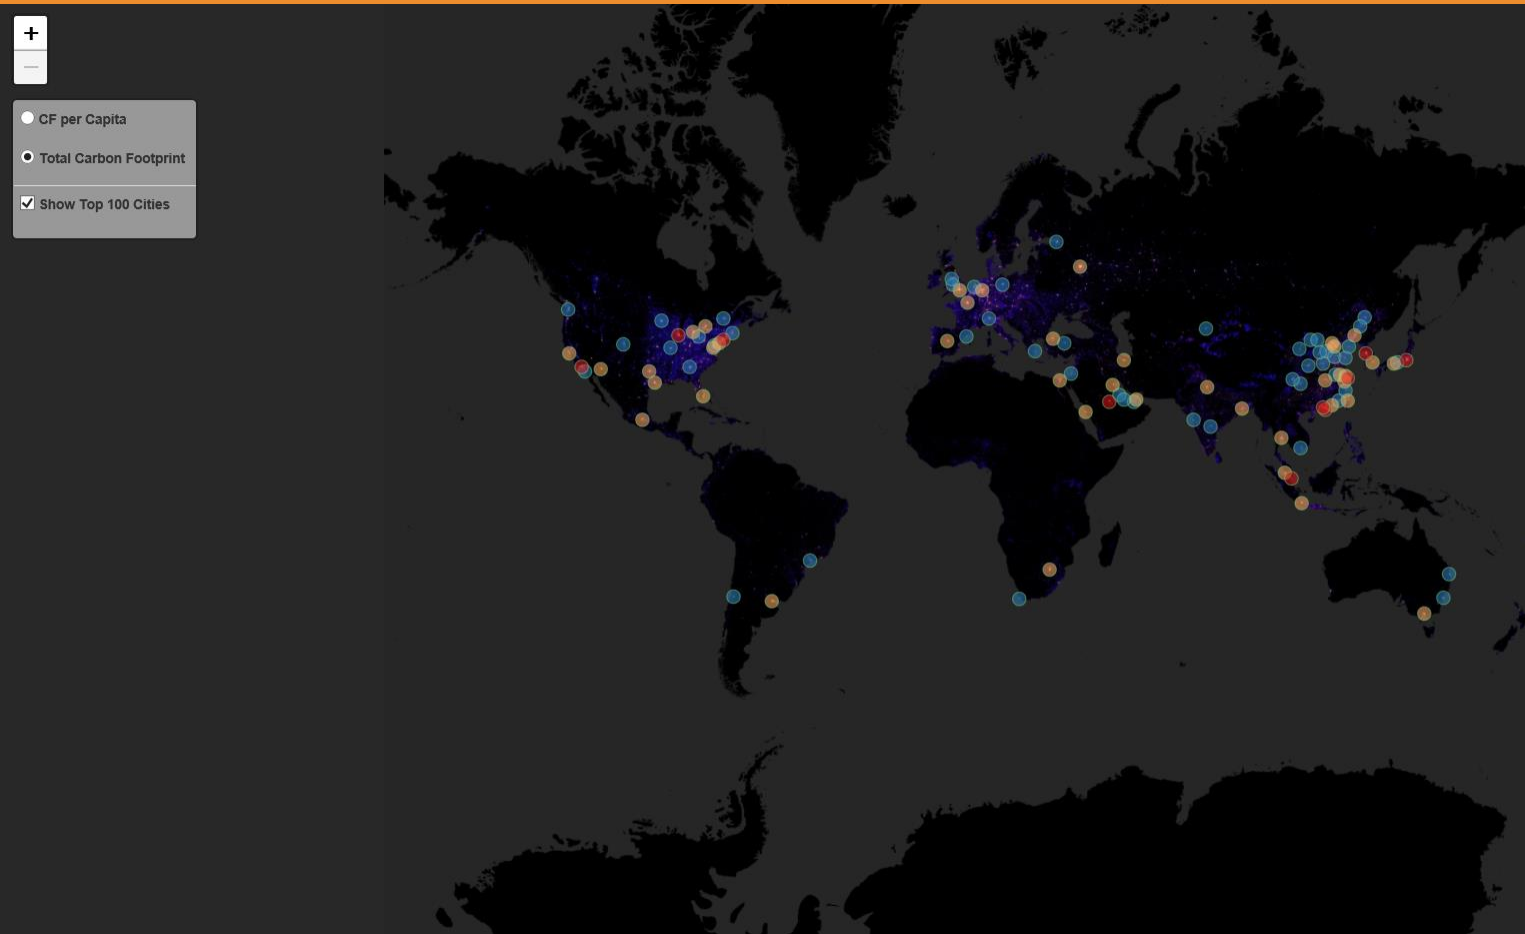 +
−
CF per Capita
Total Carbon Footprint
Show Top 100 Cities